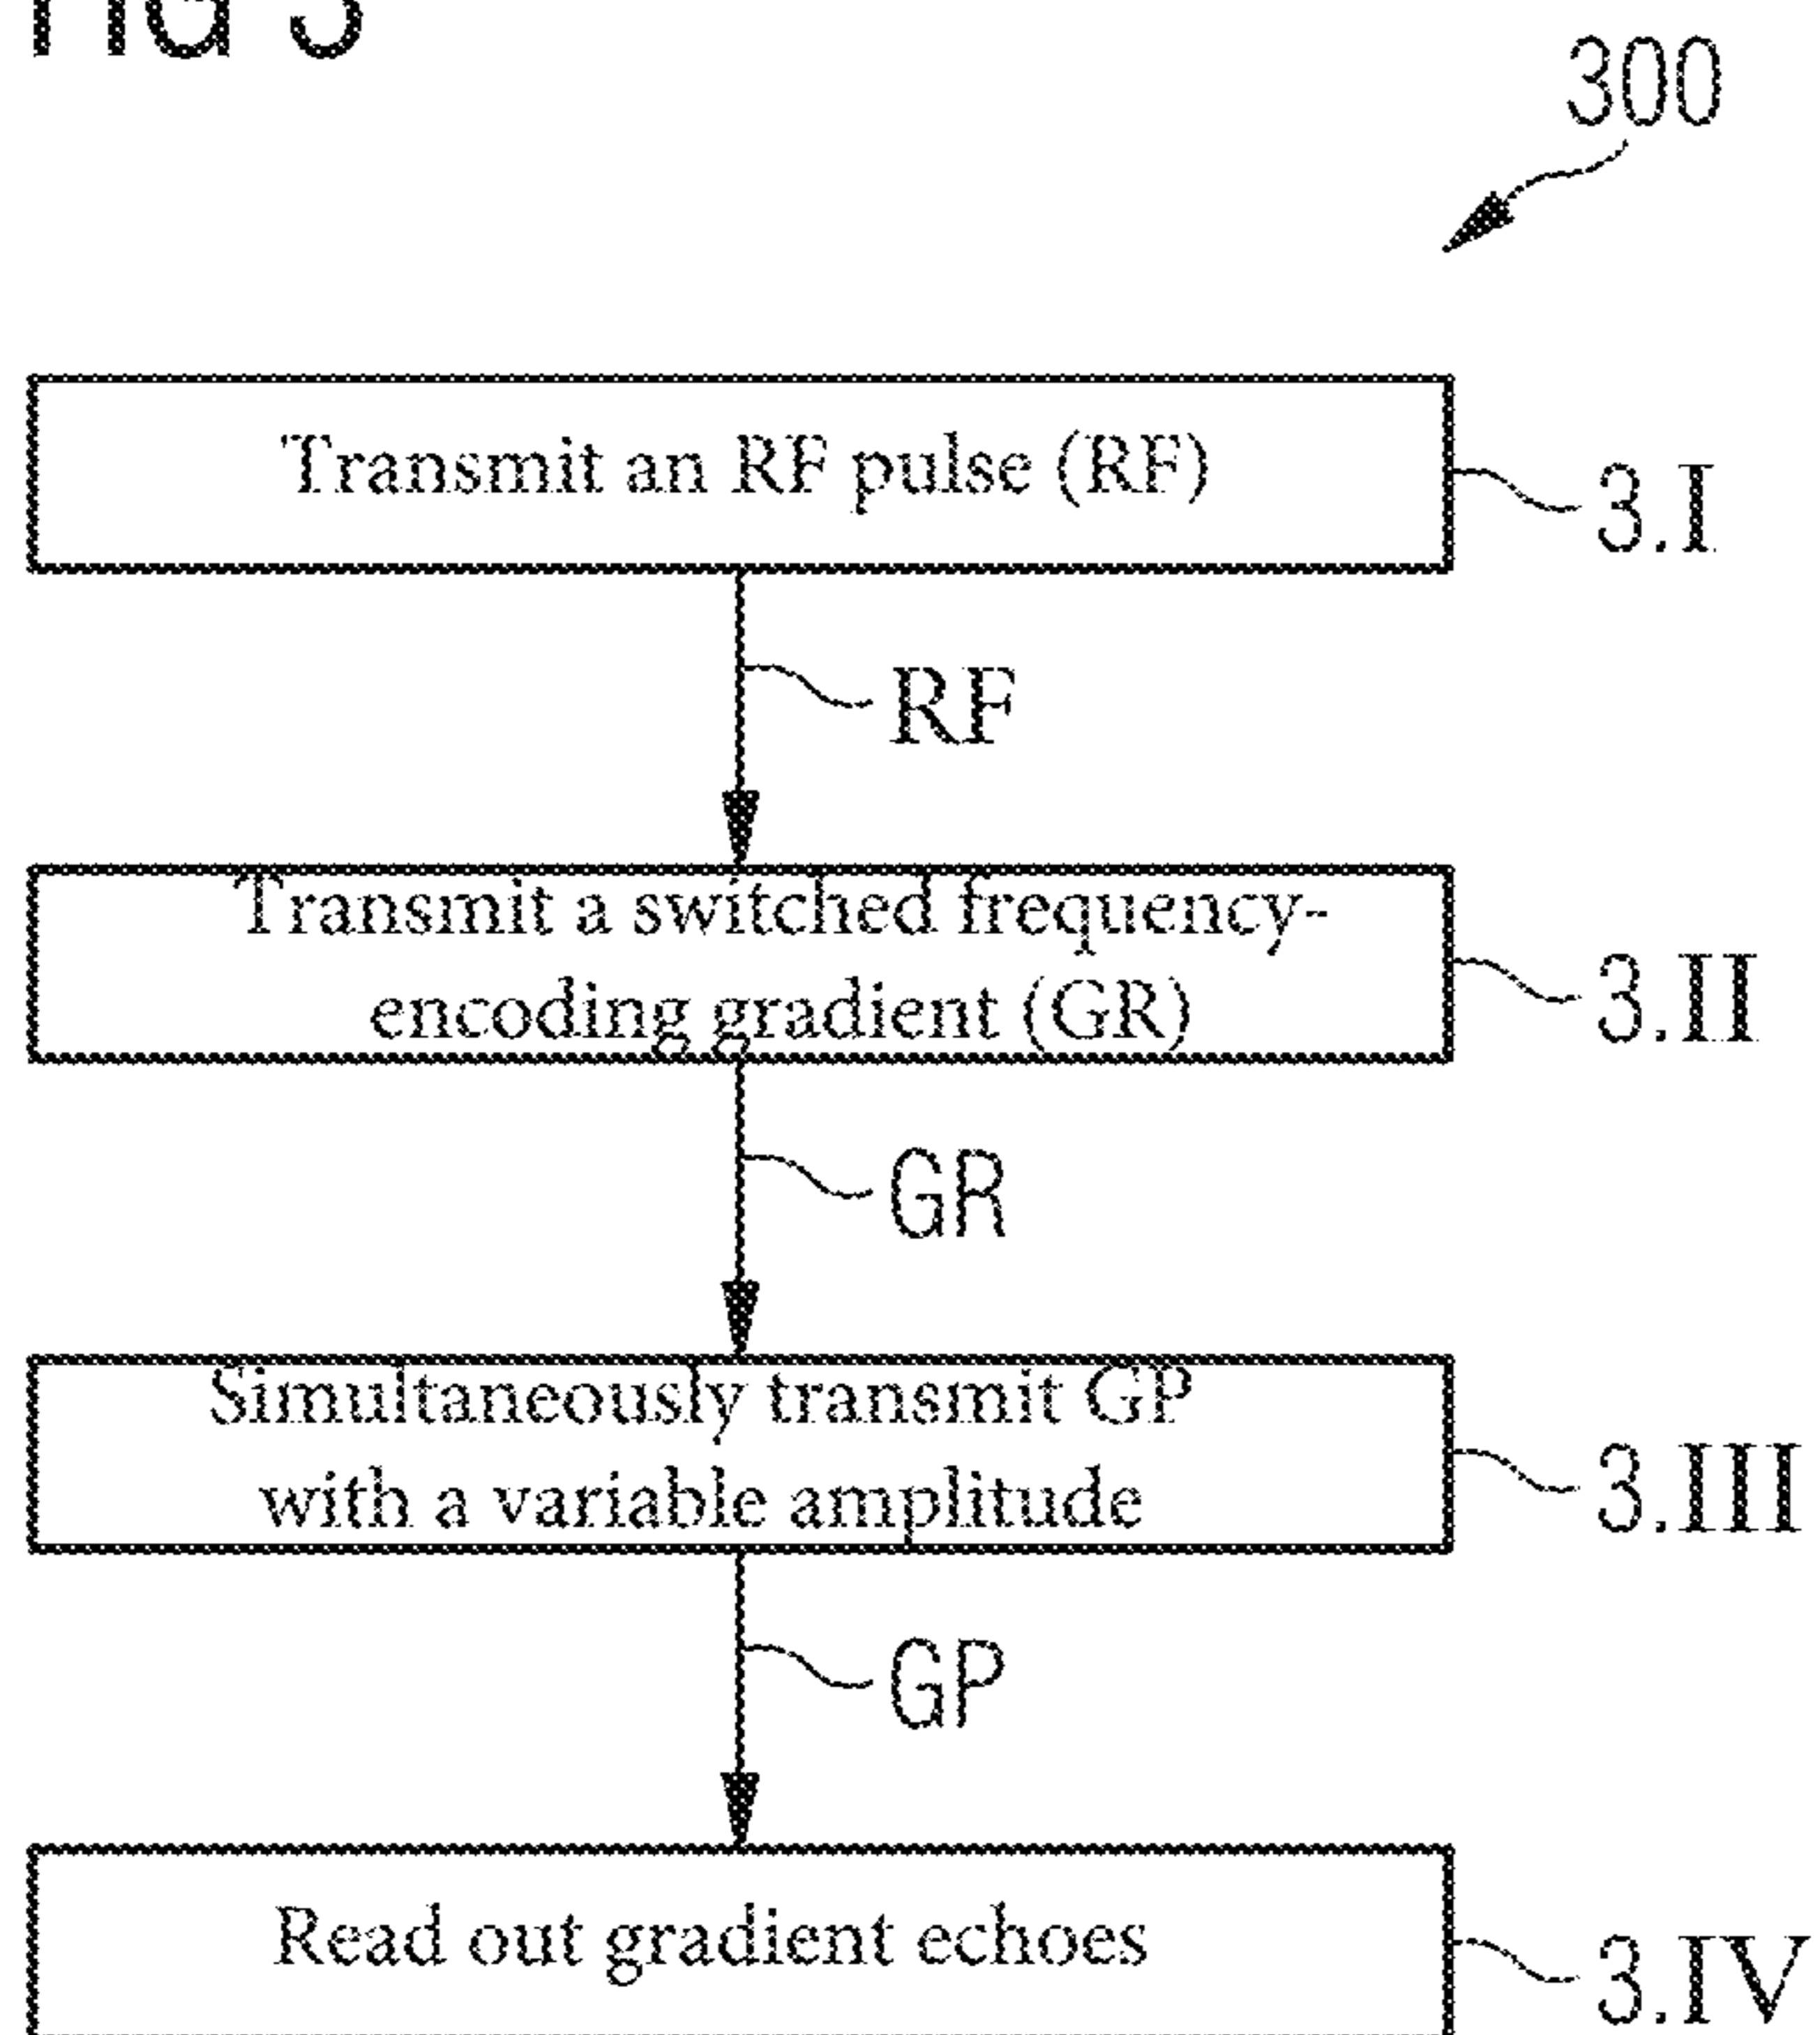 FIG 3
300
Transmit an RF pulse (RF)
3.I
RF
Transmit a switched frequency-
encoding gradient (GR)
3.II
GR
Simultaneously transmit GP
with a variable amplitude
3.III
GP
Read out gradient echoes
3.IV